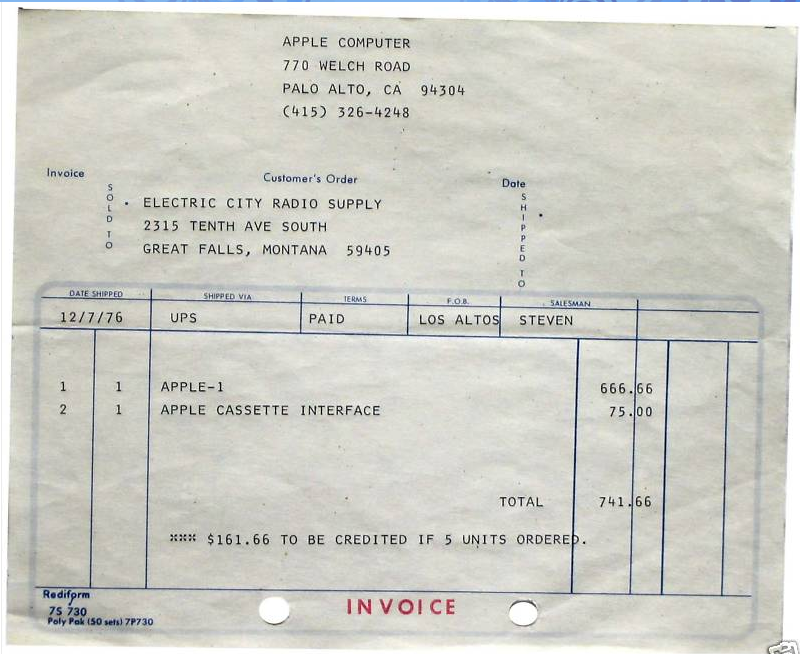 APPLE COMPUTER
770 WELCH ROAD
PALO ALTO, CA 94304
(415) 326-4248
Invoice
Customer's Order
Date
SOLD TO
ELECTRIC CITY RADIO SUPPLY
2315 TENTH AVE SOUTH
GREAT FALLS, MONTANA 59405
SHIPPED TO
DATE SHIPPED SHIPPED VIA TERMS F.O.B. SALESMAN
12/7/76 UPS PAID LOS ALTOS STEVEN
1 1 APPLE-1 666.66
2 1 APPLE CASSETTE INTERFACE 75.00
TOTAL 741.66
*** $161.66 TO BE CREDITED IF 5 UNITS ORDERED.
Rediform
7S 730
Poly Pak (50 sets) 7P730
INVOICE